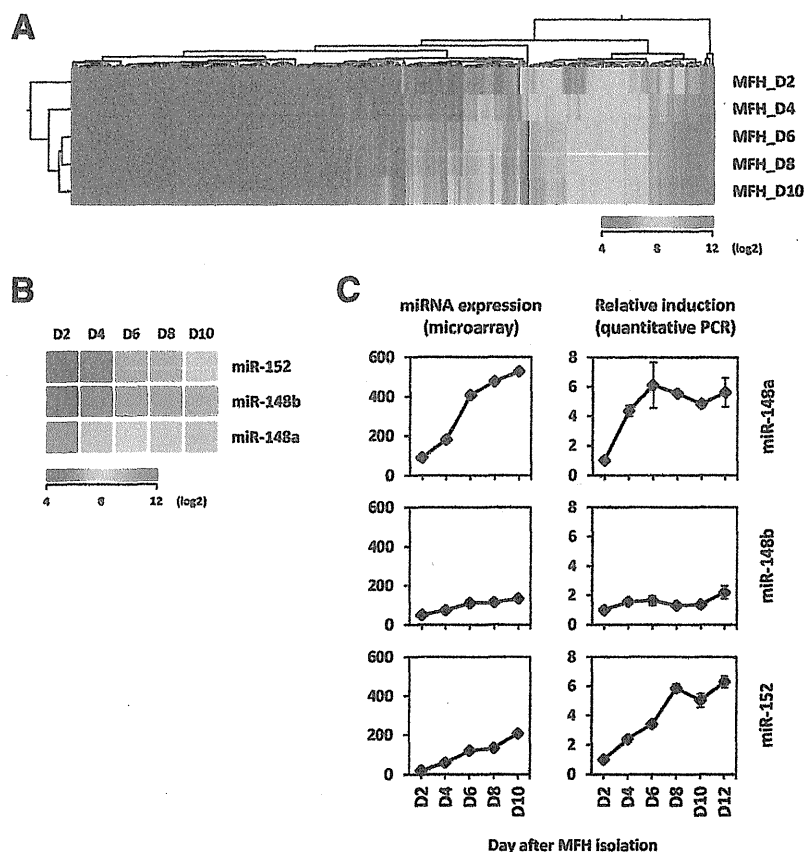 A
MFH_D2
MFH_D4
MFH_D6
MFH_D8
MFH_D10
4 8 12 (log2)
B
D2 D4 D6 D8 D10
miR-152
miR-148b
miR-148a
4 8 12 (log2)
C
miRNA expression
(microarray)
Relative induction
(quantitative PCR)
600
400
200
0
8
6
4
2
0
miR-148a
600
400
200
0
8
6
4
2
0
miR-148b
600
400
200
0
8
6
4
2
0
miR-152
D2 D4 D6 D8 D10
D2 D4 D6 D8 D10 D12
Day after MFH isolation